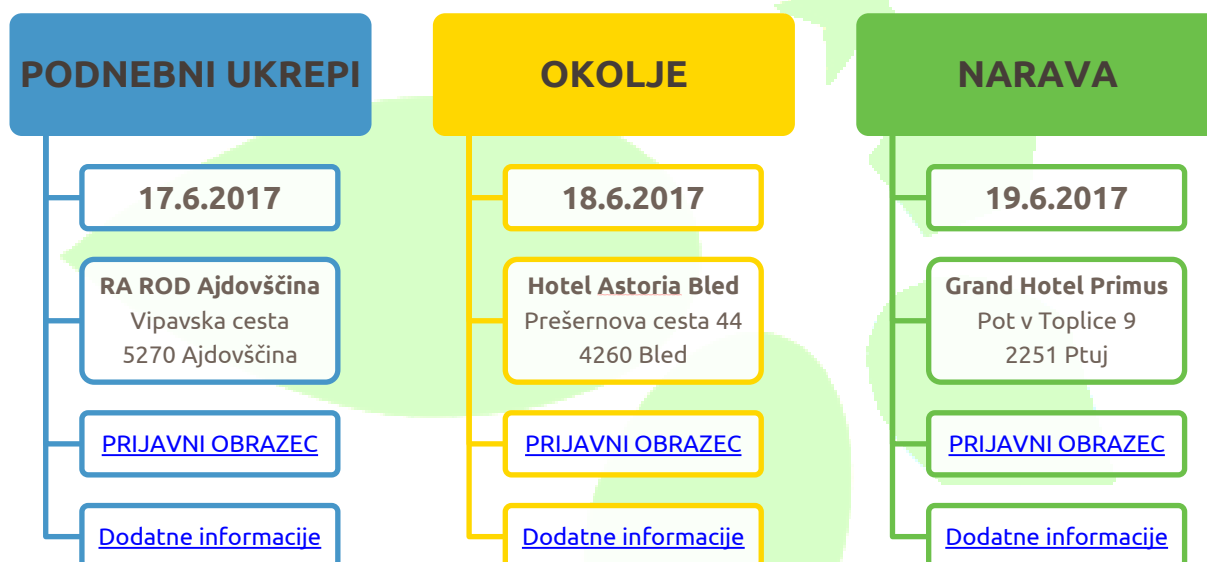 PODNEBNI UKREPI
17.6.2017
RA ROD Ajdovščina
Vipavska cesta
5270 Ajdovščina
PRIJAVNI OBRAZEC
Dodatne informacije
OKOLJE
18.6.2017
Hotel Astoria Bled
Prešernova cesta 44
4260 Bled
PRIJAVNI OBRAZEC
Dodatne informacije
NARAVA
19.6.2017
Grand Hotel Primus
Pot v Toplice 9
2251 Ptuj
PRIJAVNI OBRAZEC
Dodatne informacije